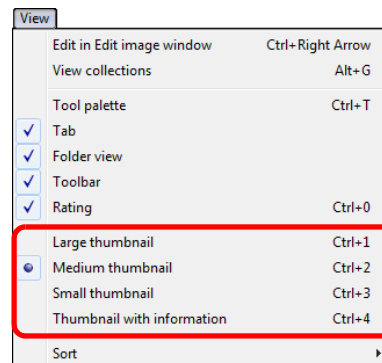 View
Edit in Edit image window Ctrl+Right Arrow
View collections Alt+G
Tool palette Ctrl+T
Tab
Folder view
Toolbar
Rating Ctrl+0
Large thumbnail Ctrl+1
Medium thumbnail Ctrl+2
Small thumbnail Ctrl+3
Thumbnail with information Ctrl+4
Sort